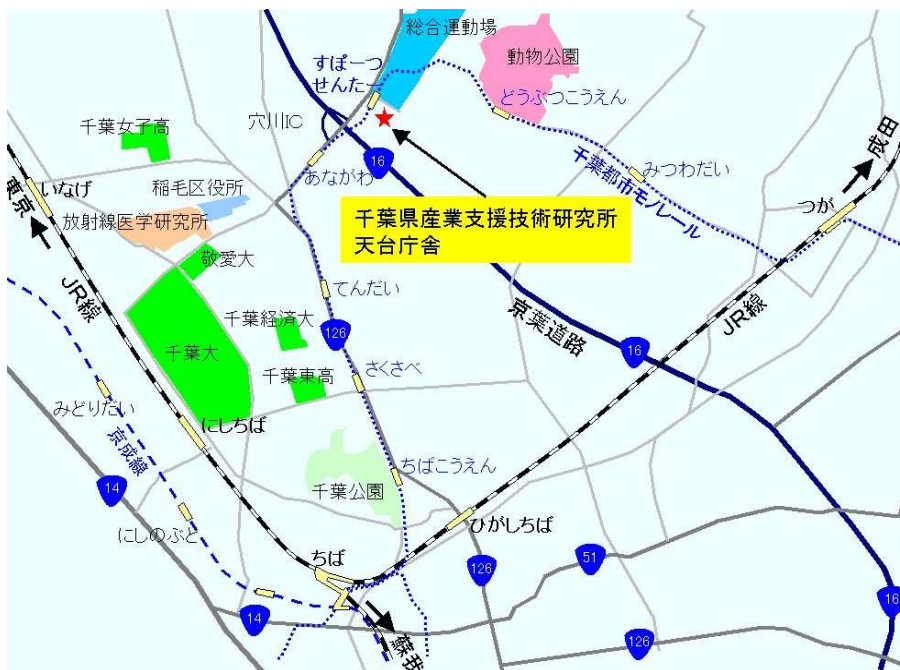 総合運動場
動物公園
すぽーつ
せんたー
どうぶつこうえん
千葉女子高
穴川IC
成田
16
あながわ
みつわだい
千葉都市モノレール
いなげ
稲毛区役所
東京
放射線医学研究所
千葉県産業支援技術研究所
天台庁舎
つが
敬愛大
JR線
てんだい
千葉経済大
126
京葉道路
JR線
千葉大
16
千葉東高
さくさべ
みどりだい
にしちば
京成線
ちばこうえん
14
千葉公園
ひがしちば
にしのぶと
ちば
51
126
16
14
蘇我
126